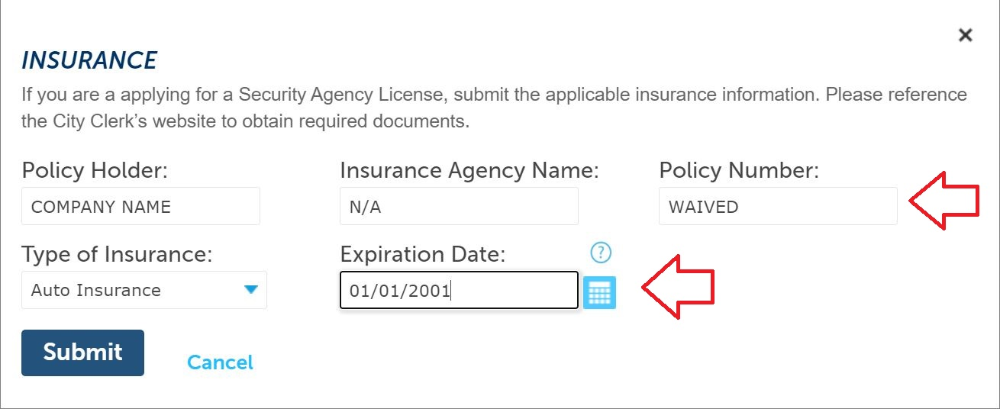 INSURANCE
If you are a applying for a Security Agency License, submit the applicable insurance information. Please reference
the City Clerk's website to obtain required documents.
Policy Holder: Insurance Agency Name: Policy Number:
COMPANY NAME N/A WAIVED
Type of Insurance: Expiration Date: ?
Auto Insurance 01/01/2001
Submit Cancel